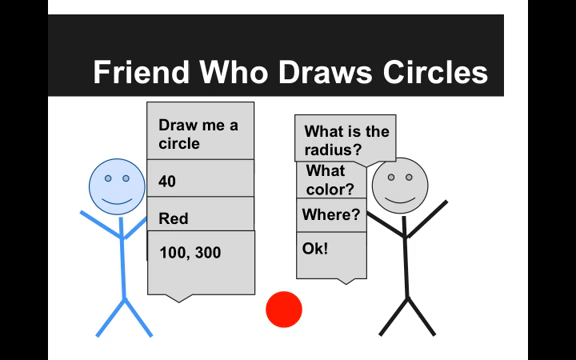 Friend Who Draws Circles
Draw me a
circle
What is the
radius?
40
What
color?
Red
Where?
100, 300
Ok!